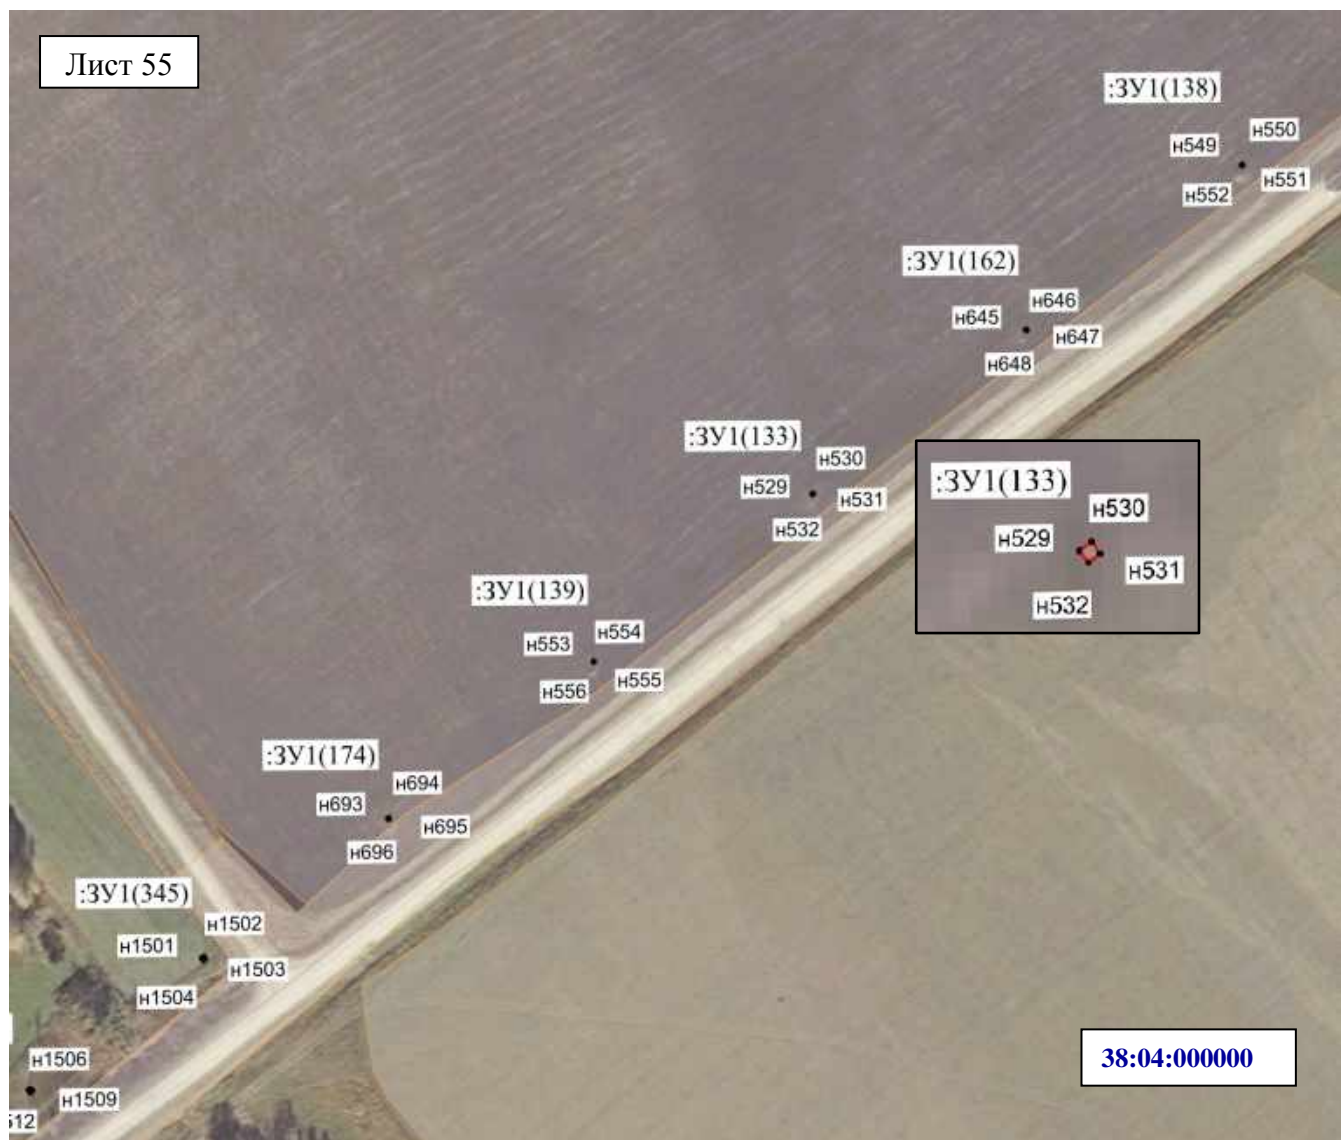 Лист 55
:ЗУ1(138)
н550
н549
н551
н552
:ЗУ1(162)
н646
н645
н647
н648
:ЗУ1(133)
н530
н529
н531
н532
:ЗУ1(133)
н530
н529
н531
н532
:ЗУ1(139)
н554
н553
н555
н556
:ЗУ1(174)
н694
н693
н695
н696
:ЗУ1(345)
н1502
н1501
н1503
н1504
н1506
н1509
512
38:04:000000